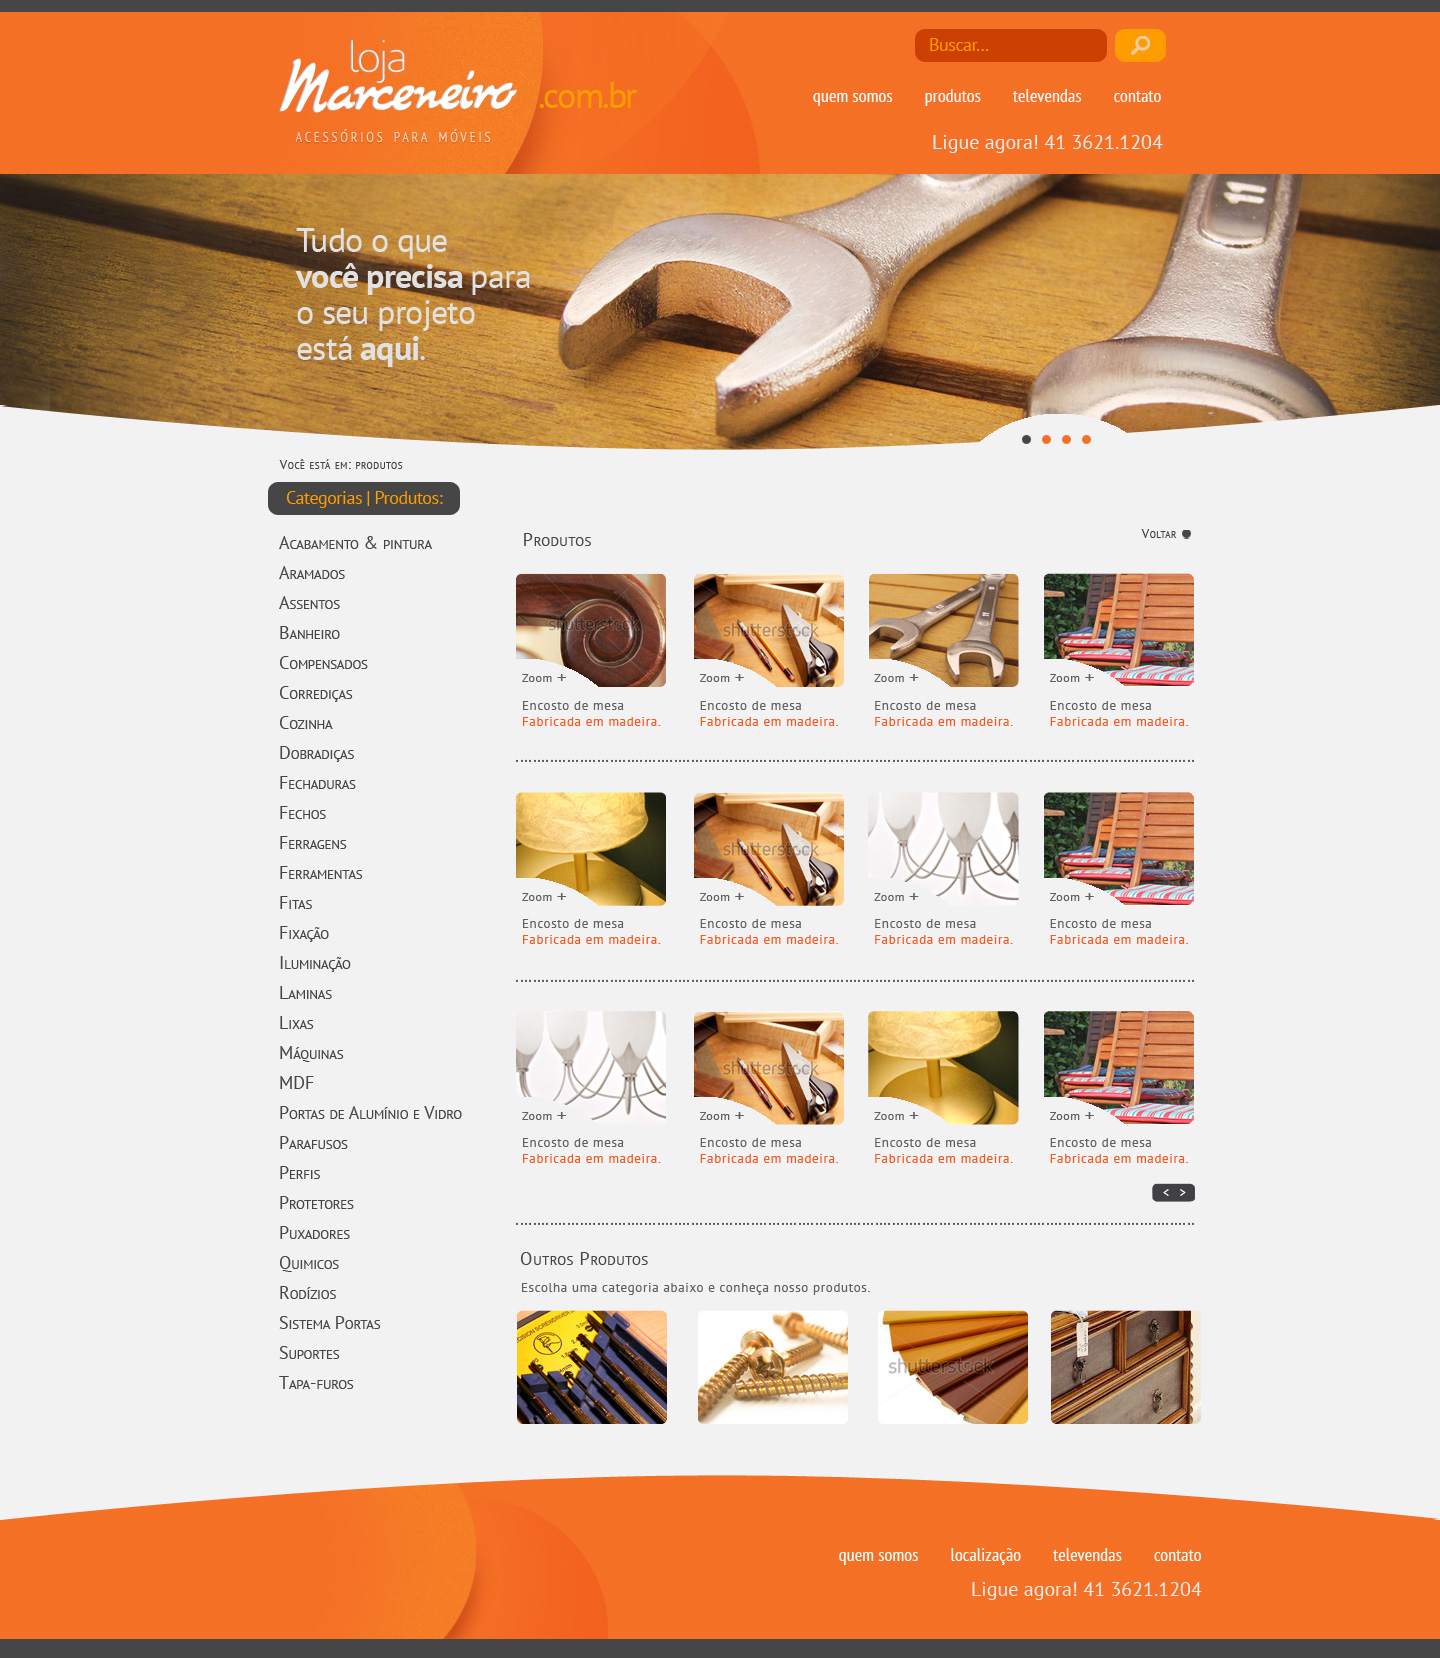 loja
Marceneiro
.com.br
ACESSÓRIOS PARA MÓVEIS
Buscar...
quem somos produtos televendas contato
Ligue agora! 41 3621.1204
Tudo o que
você precisa para
o seu projeto
está aqui.
11
Você está em: produtos
Categorias | Produtos:
Acabamento & pintura
Aramados
Assentos
Banheiro
Compensados
Corrediças
Cozinha
Dobradiças
Fechaduras
Fechos
Ferragens
Ferramentas
Fitas
Fixação
Iluminação
Laminas
Lixas
Máquinas
MDF
Portas de Alumínio e Vidro
Parafusos
Perfis
Protetores
Puxadores
Quimicos
Rodízios
Sistema Portas
Suportes
Tapa-furos
Produtos
Voltar
shutterstock shutterstock
Zoom + Zoom + Zoom + Zoom +
Encosto de mesa Encosto de mesa Encosto de mesa Encosto de mesa
Fabricada em madeira. Fabricada em madeira. Fabricada em madeira. Fabricada em madeira.
shutterstock
Zoom + Zoom + Zoom + Zoom +
Encosto de mesa Encosto de mesa Encosto de mesa Encosto de mesa
Fabricada em madeira. Fabricada em madeira. Fabricada em madeira. Fabricada em madeira.
shutterstock
Zoom + Zoom + Zoom + Zoom +
Encosto de mesa Encosto de mesa Encosto de mesa Encosto de mesa
Fabricada em madeira. Fabricada em madeira. Fabricada em madeira. Fabricada em madeira.
< >
Outros Produtos
Escolha uma categoria abaixo e conheça nosso produtos.
shutterstock
quem somos localização televendas contato
Ligue agora! 41 3621.1204